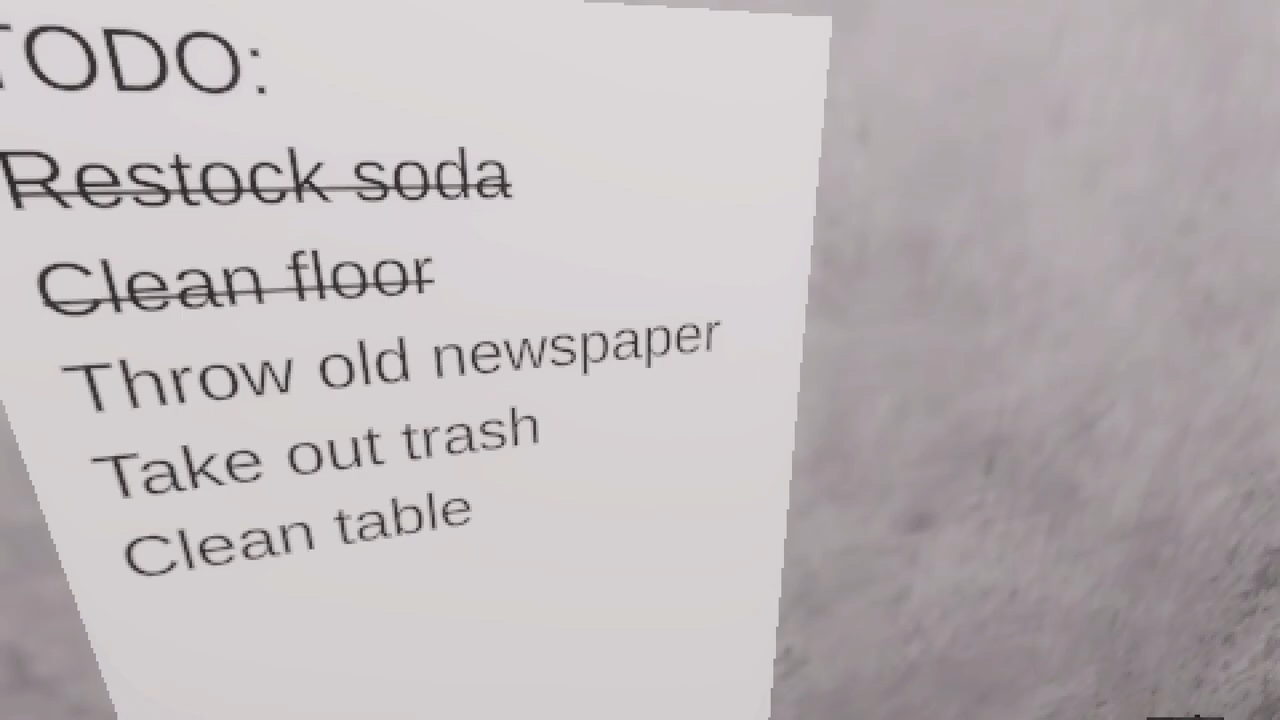 TODO:
Restock soda
Clean floor
Throw old newspaper
Take out trash
Clean table